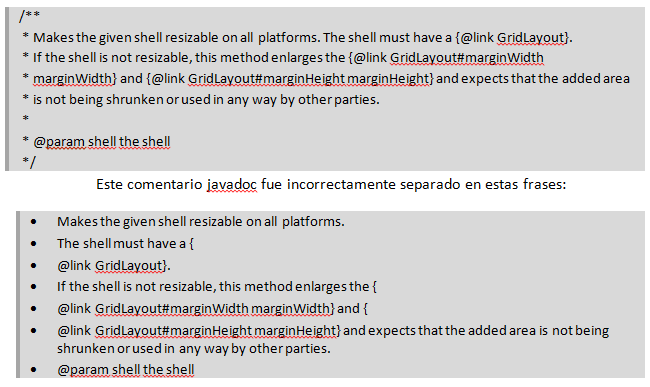 /**
* Makes the given shell resizable on all platforms. The shell must have a {@link GridLayout}.
* If the shell is not resizable, this method enlarges the {@link GridLayout#marginWidth
* marginWidth} and {@link GridLayout#marginHeight marginHeight} and expects that the added area
* is not being shrunken or used in any way by other parties.
*
* @param shell the shell
*/
Este comentario javadoc fue incorrectamente separado en estas frases:
• Makes the given shell resizable on all platforms.
• The shell must have a {
• @link GridLayout}.
• If the shell is not resizable, this method enlarges the {
• @link GridLayout#marginWidth marginWidth} and {
• @link GridLayout#marginHeight marginHeight} and expects that the added area is not being
shrunken or used in any way by other parties.
• @param shell the shell